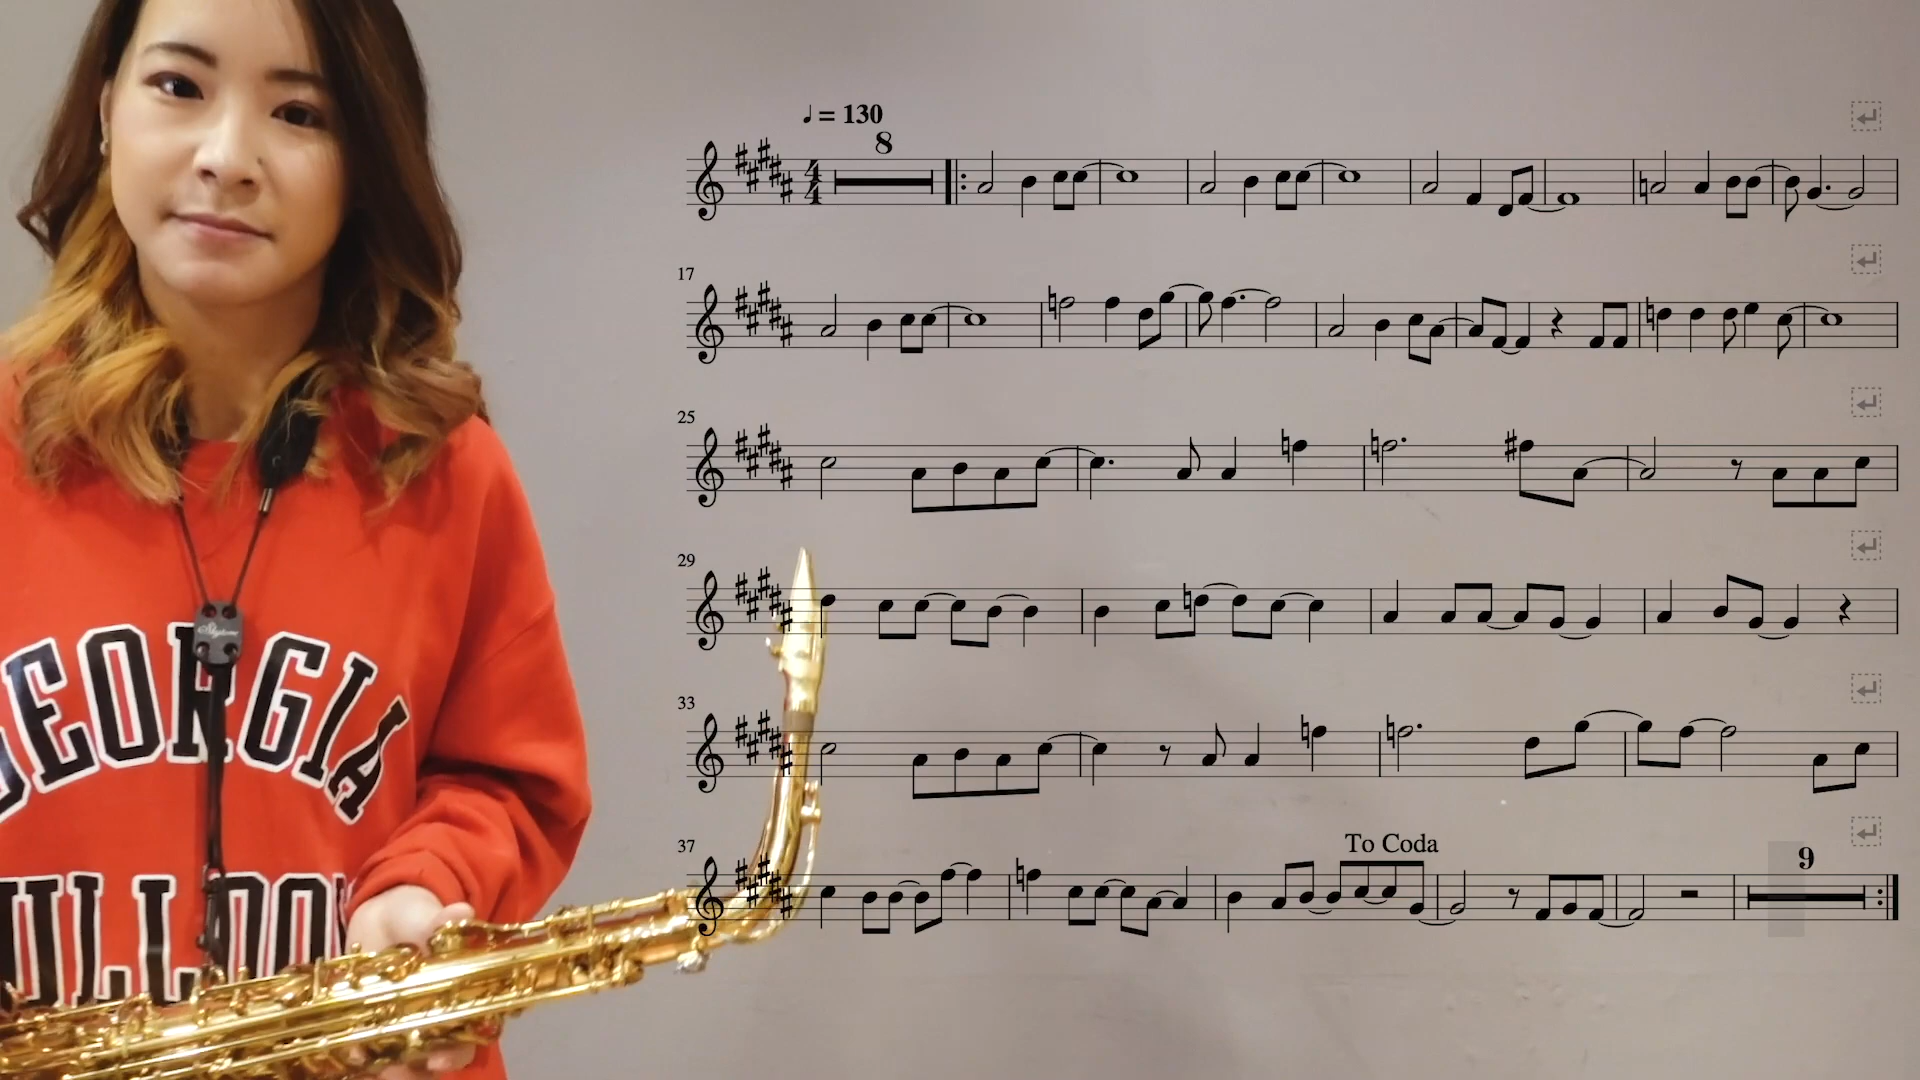 ♩ = 130
8
17
25
29
33
37
To Coda
9
GEORGIA
BULLDOGS